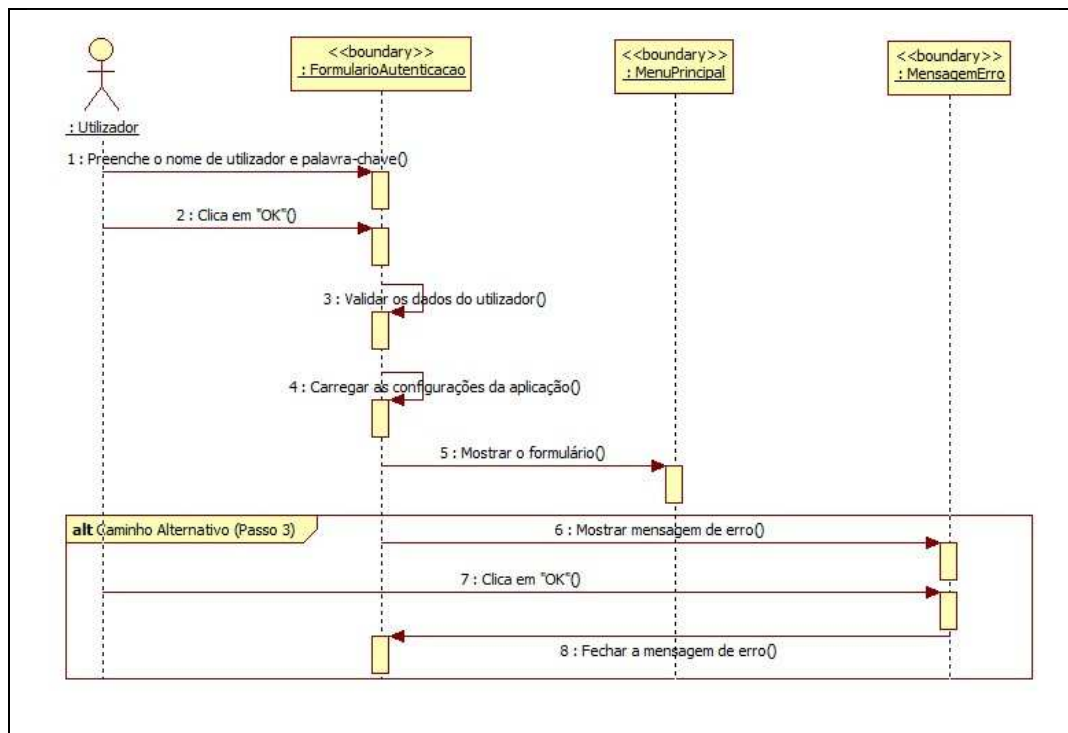 <<boundary>>
: FormularioAutenticacao
<<boundary>>
: MenuPrincipal
<<boundary>>
: MensagemErro
: Utilizador
1 : Preenche o nome de utilizador e palavra-chave()
2 : Clica em "OK"()
3 : Validar os dados do utilizador()
4 : Carregar as configurações da aplicação()
5 : Mostrar o formulário()
alt Caminho Alternativo (Passo 3)
6 : Mostrar mensagem de erro()
7 : Clica em "OK"()
8 : Fechar a mensagem de erro()